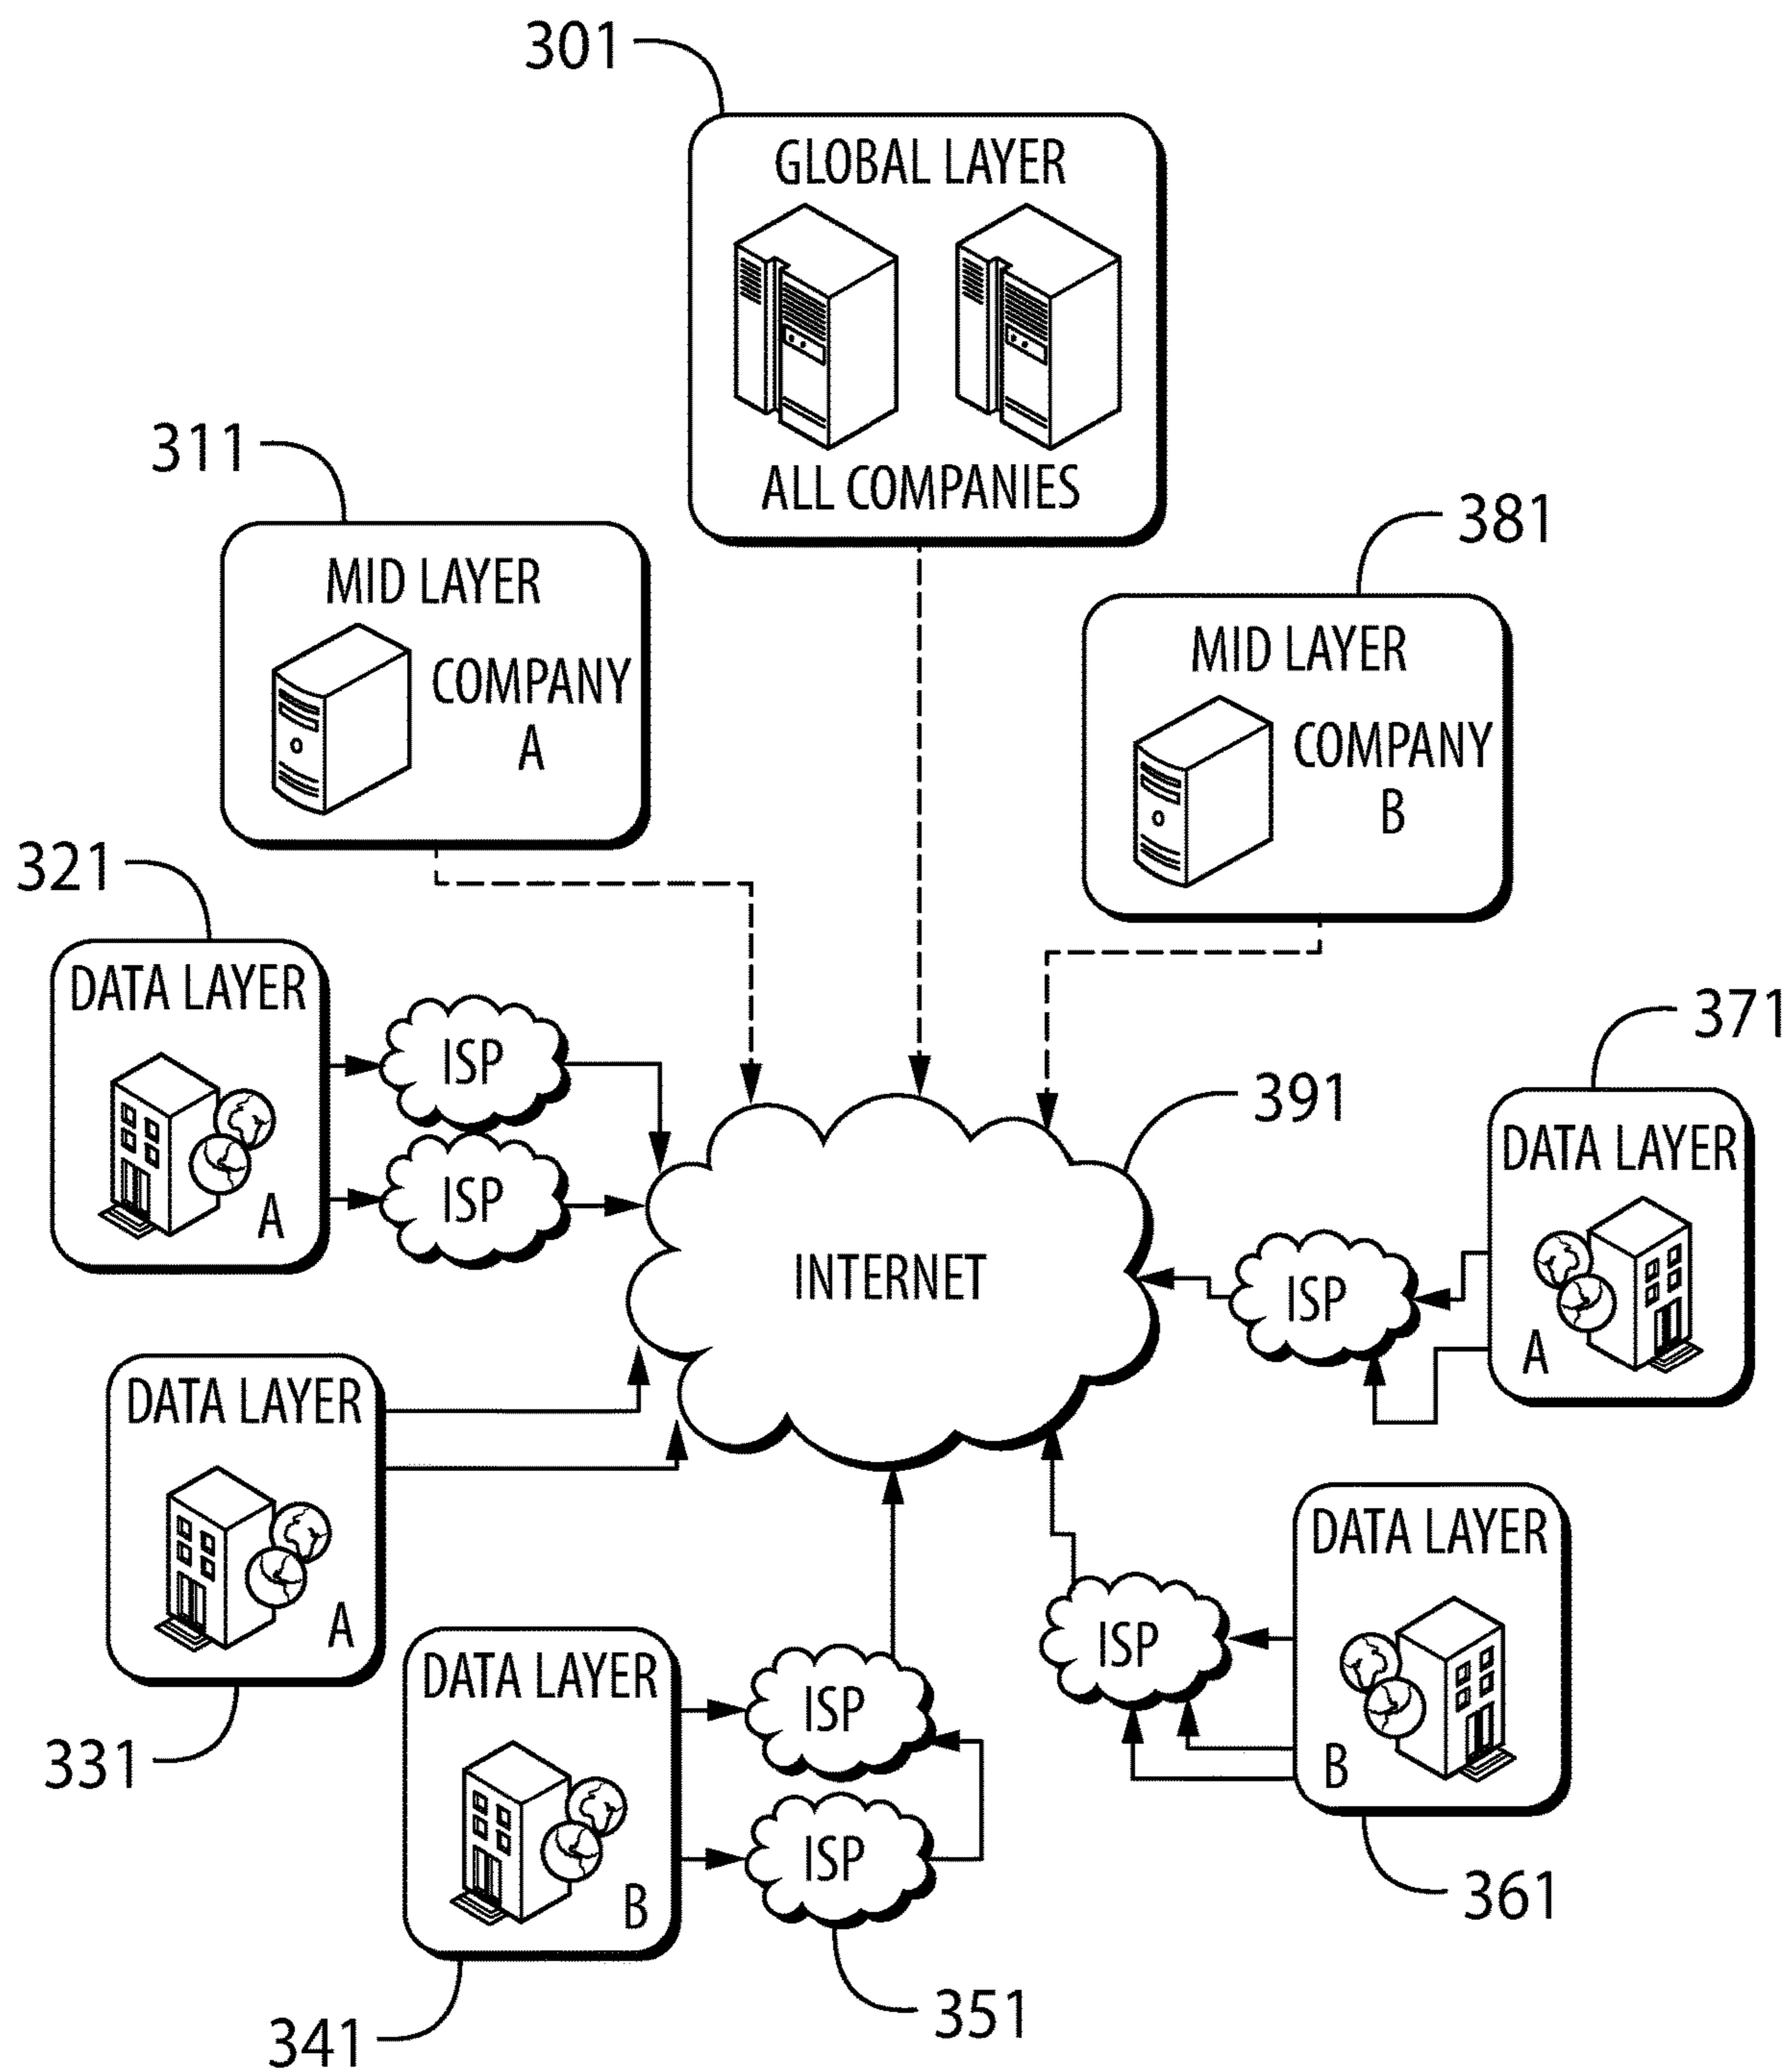 301
GLOBAL LAYER
ALL COMPANIES
311
MID LAYER
COMPANY
A
381
MID LAYER
COMPANY
B
321
DATA LAYER
A
ISP
ISP
371
DATA LAYER
A
ISP
391
INTERNET
DATA LAYER
A
331
DATA LAYER
B
341
ISP
ISP
351
ISP
DATA LAYER
B
361